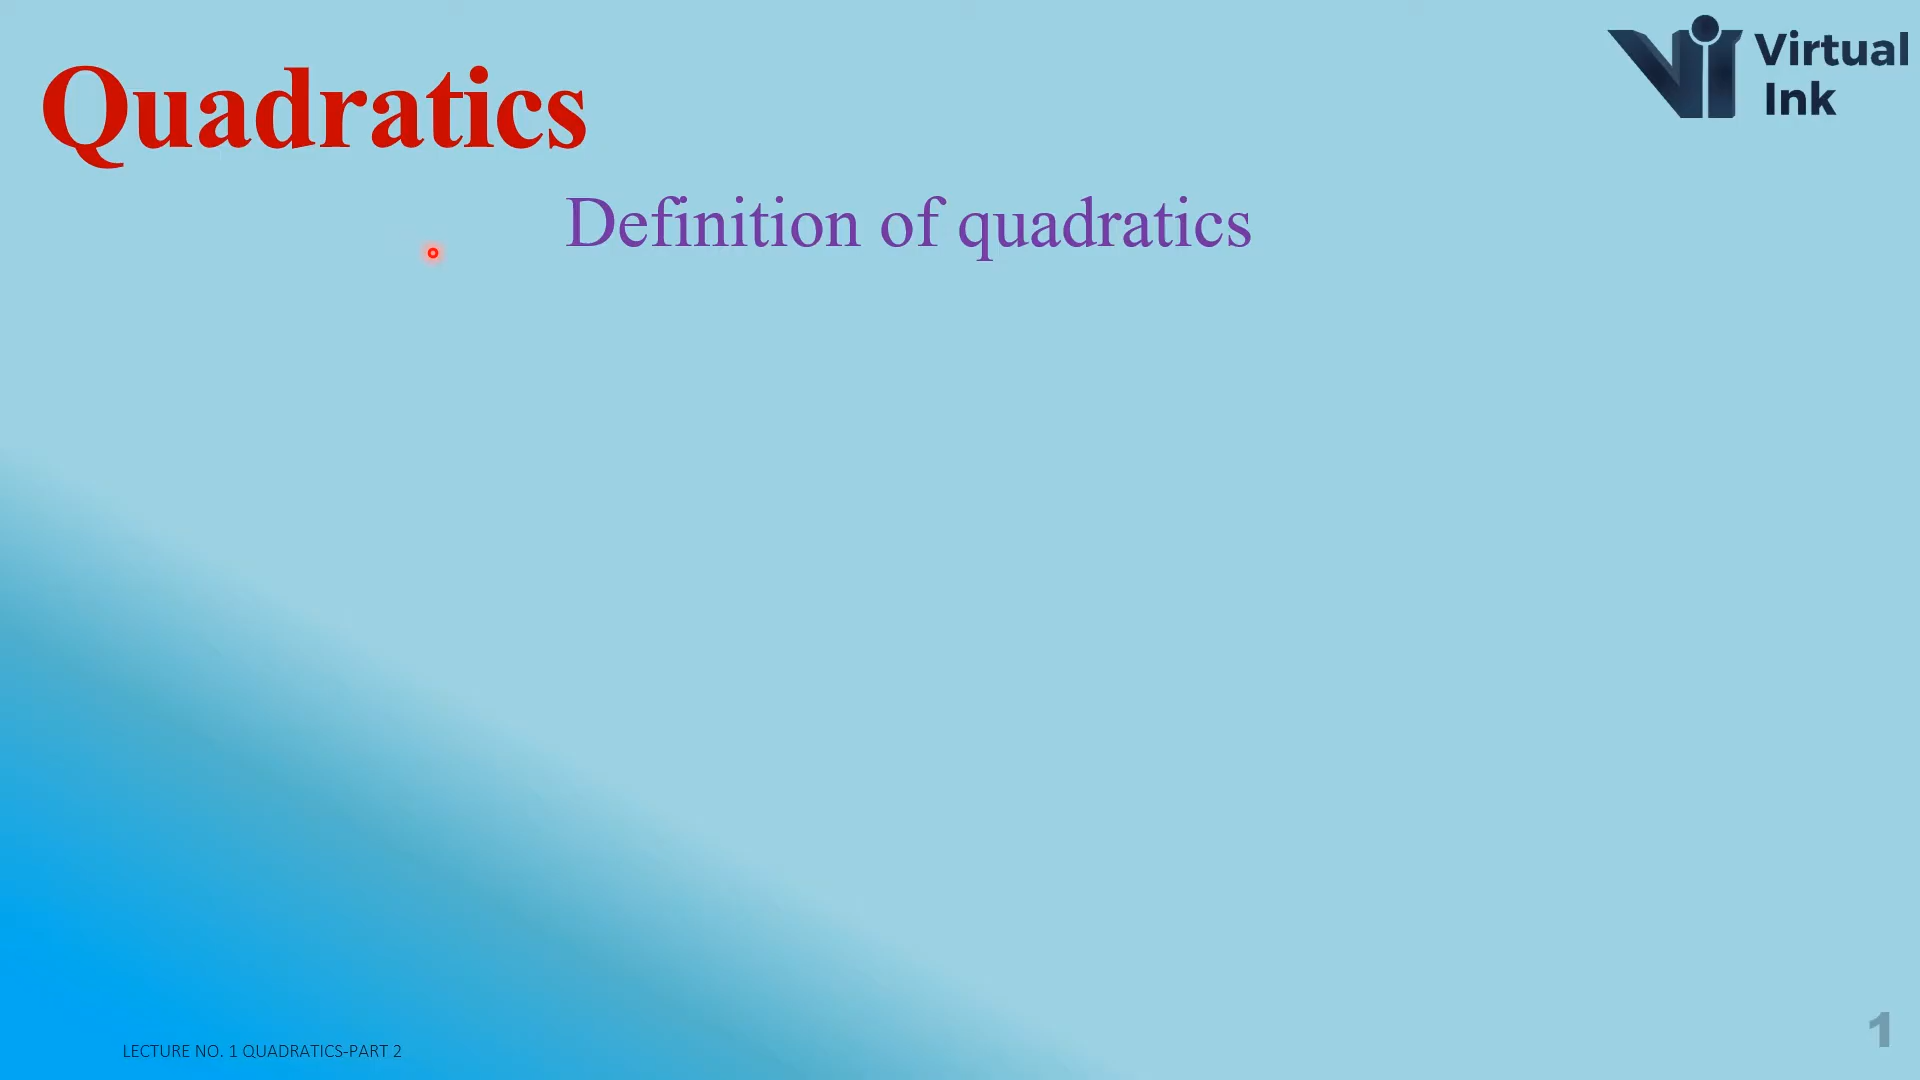 Quadratics
Virtual
Ink
Definition of quadratics
LECTURE NO. 1 QUADRATICS-PART 2
1